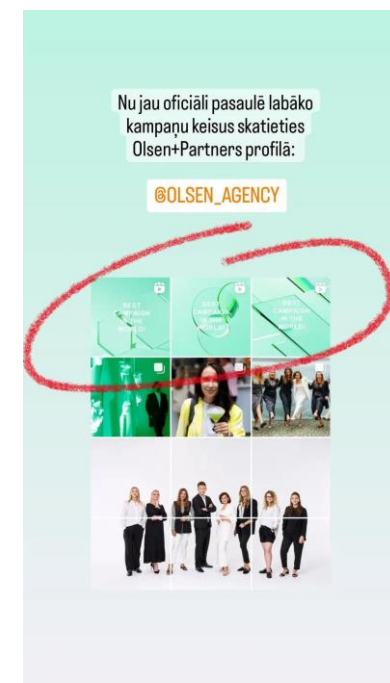 Nu jau oficiāli pasaulē labāko
kampaņu keisus skatieties
Olsen+Partners profilā:
@OLSEN_AGENCY
BEST
CAMPAIGN
IN THE
WORLD!
BEST
CAMPAIGN
IN THE
WORLD!
BEST
CAMPAIGN
IN THE
WORLD!